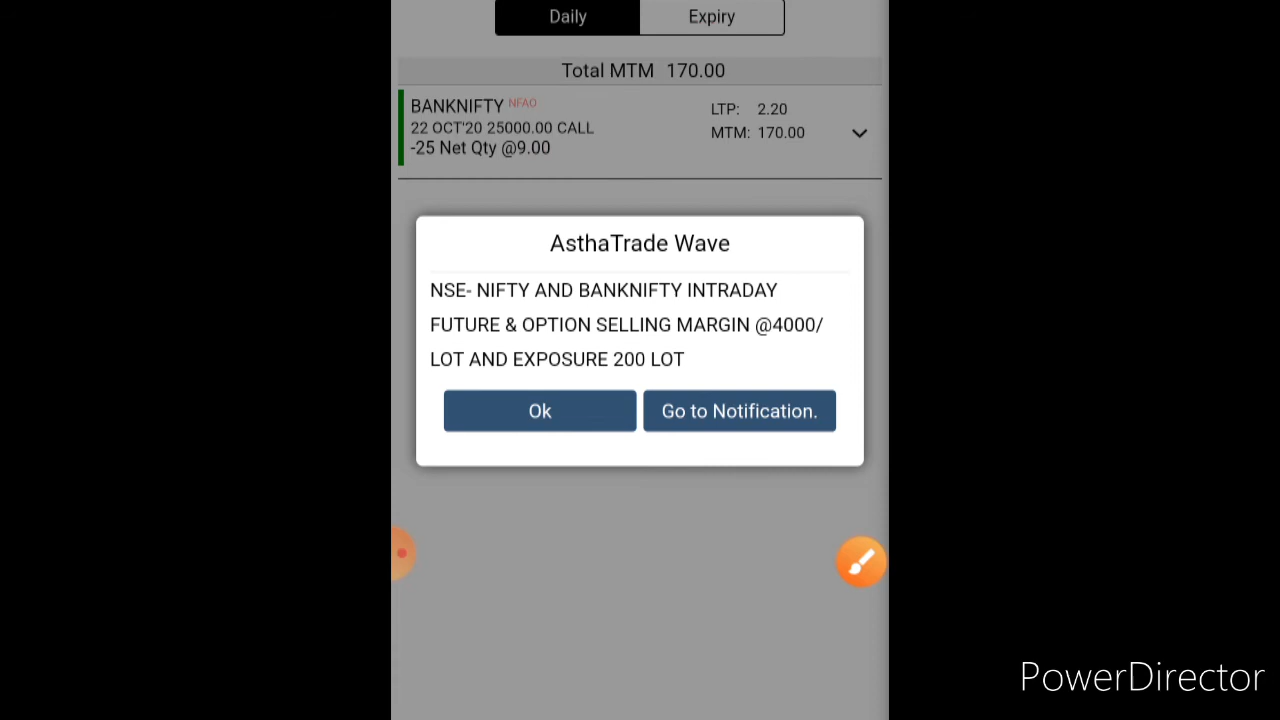 Daily Expiry
Total MTM 170.00
BANKNIFTY NFAO LTP: 2.20
22 OCT'20 25000.00 CALL MTM: 170.00
-25 Net Qty @9.00
AsthaTrade Wave
NSE- NIFTY AND BANKNIFTY INTRADAY
FUTURE & OPTION SELLING MARGIN @4000/
LOT AND EXPOSURE 200 LOT
Ok Go to Notification.
PowerDirector